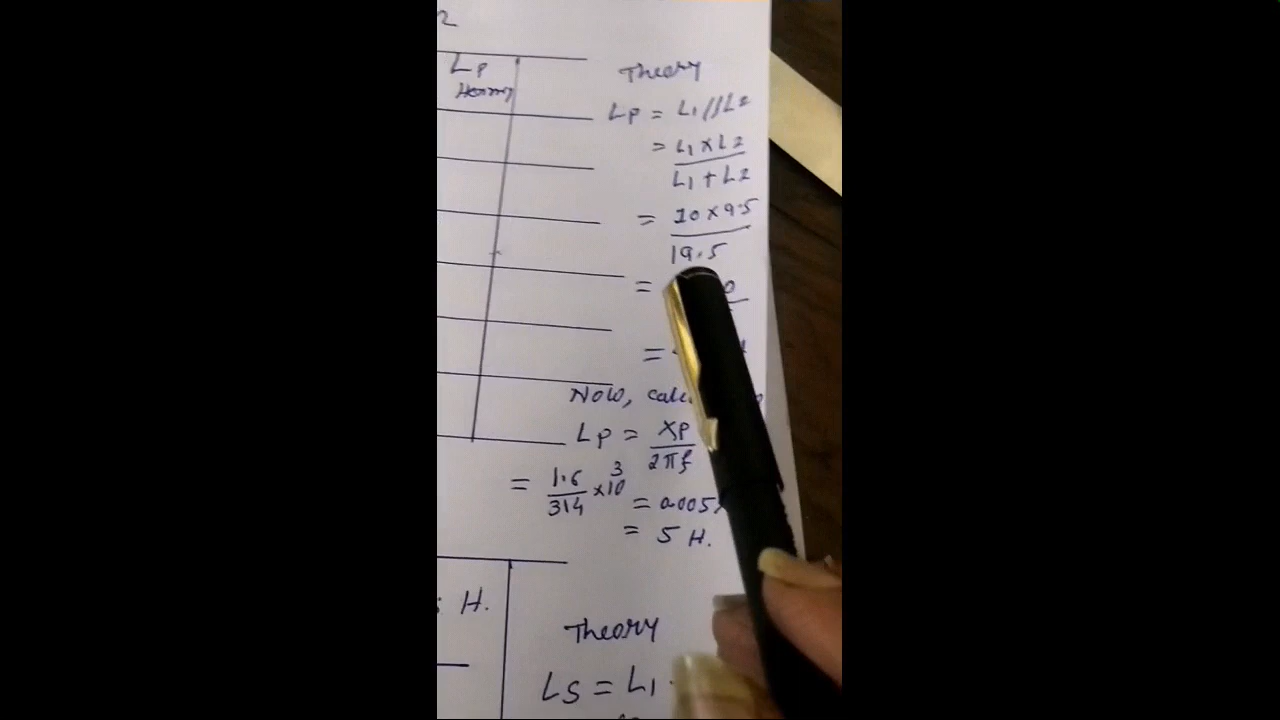 2
Lp
Henry
Theory
Lp = L1//L2
= L1×L2
L1+L2
= 10×9.5
19.5
=
=
Now,
Lp = Xp
2πf
= 1.6 ×10³
314
= 0.005
= 5 H.
H.
Theory
LS = L1